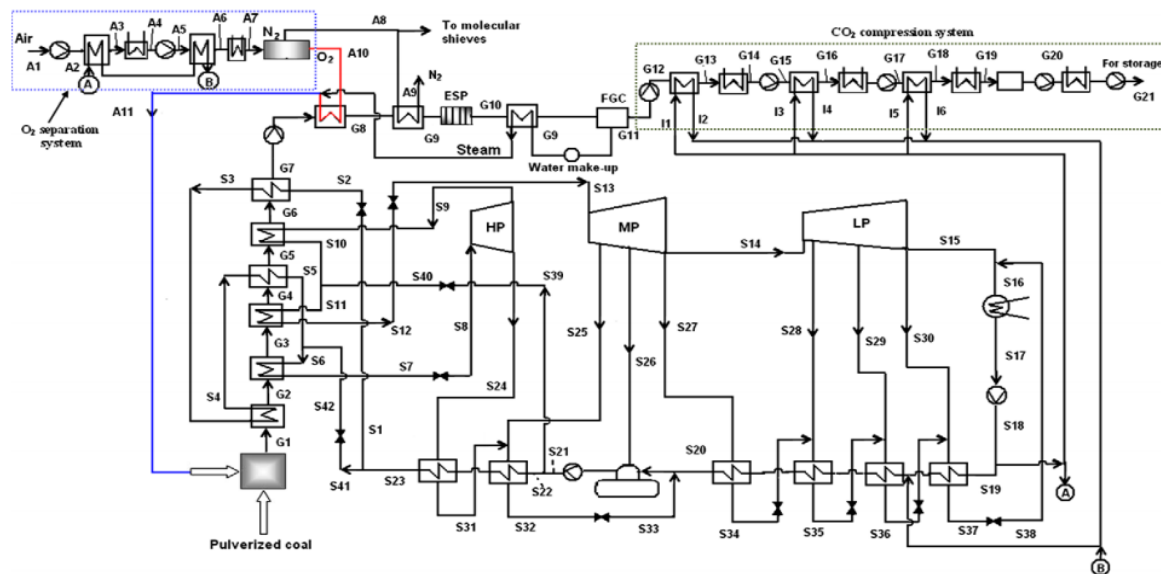 A3
A4
A5
A6
A7
N₂
A8
To molecular
shieves
CO₂ compression system
Air
A1
A2
A
B
O₂
A10
N₂
A9
ESP
G10
FGC
G12
G13
G14
G15
G16
G17
G18
G19
G20
For storage
G21
A11
O₂ separation
system
G8
G9
G9
G11
I1
I2
I3
I4
I5
I6
Steam
Water make-up
G7
S3
S2
S13
G6
S9
HP
MP
LP
S10
G5
S5
S14
S15
S40
S39
S16
G4
S11
S12
S8
S25
S26
S27
S28
S29
S30
G3
S6
S7
S17
S4
G2
S42
S24
S1
S18
G1
S21
S20
S41
S23
S22
S19
A
S31
S32
S33
S34
S35
S36
S37
S38
Pulverized coal
B